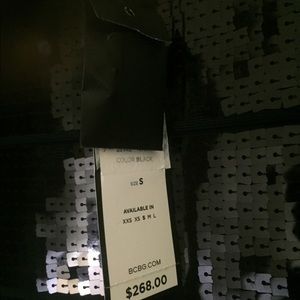 COLOR BLACK
SIZE S
AVAILABLE IN
XXS XS S M L
BCBG.COM
$268.00